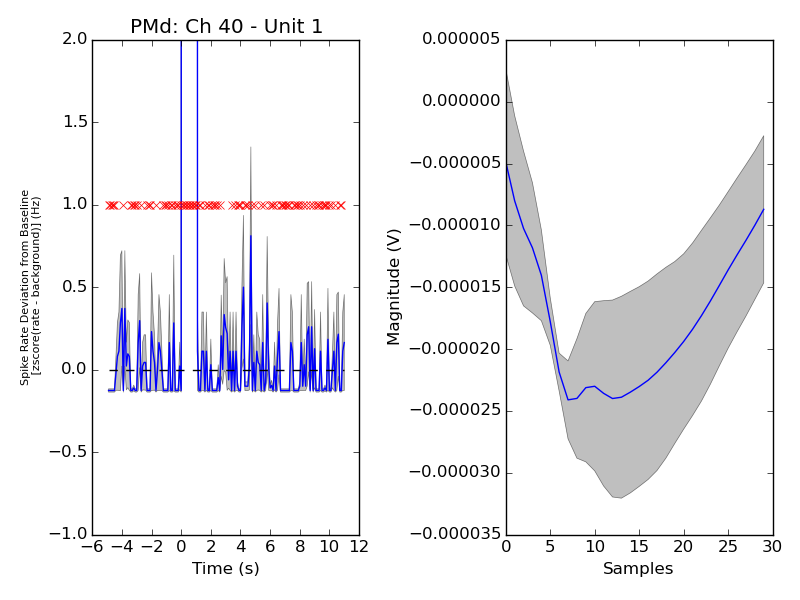 PMd: Ch 40 - Unit 1
2.0
1.5
1.0
0.5
0.0
−0.5
−1.0
Spike Rate Deviation from Baseline
[zscore(rate - background)] (Hz)
−6 −4 −2 0 2 4 6 8 10 12
Time (s)
0.000005
0.000000
−0.000005
−0.000010
−0.000015
−0.000020
−0.000025
−0.000030
−0.000035
Magnitude (V)
0 5 10 15 20 25 30
Samples